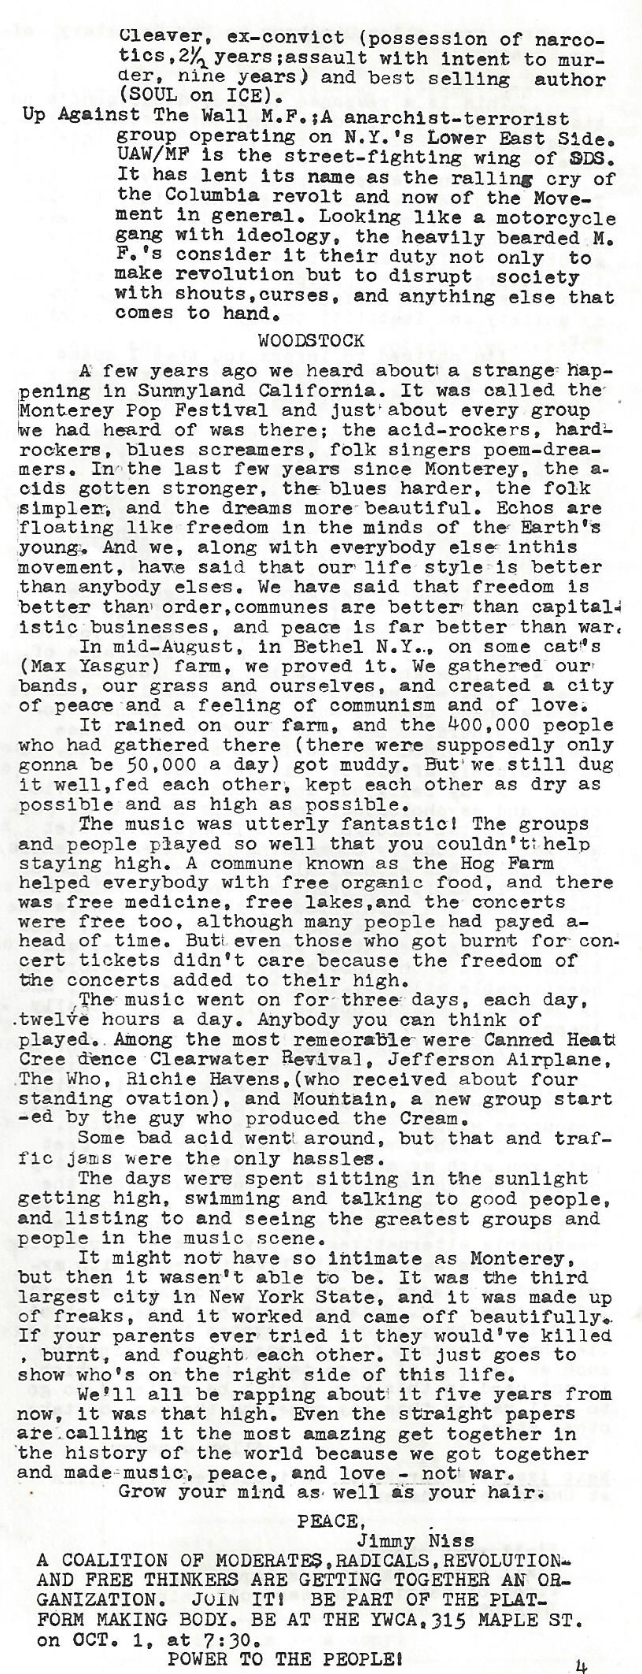 Cleaver, ex-convict (possession of narco-
tics,2½ years;assault with intent to mur-
der, nine years) and best selling author
(SOUL on ICE).
Up Against The Wall M.F.;A anarchist-terrorist
group operating on N.Y.'s Lower East Side.
UAW/MF is the street-fighting wing of SDS.
It has lent its name as the ralling cry of
the Columbia revolt and now of the Move-
ment in general. Looking like a motorcycle
gang with ideology, the heavily bearded M.
F.'s consider it their duty not only to
make revolution but to disrupt society
with shouts,curses, and anything else that
comes to hand.
WOODSTOCK
A few years ago we heard about a strange hap-
pening in Sunnyland California. It was called the
Monterey Pop Festival and just about every group
we had heard of was there; the acid-rockers, hard-
rockers, blues screamers, folk singers poem-drea-
mers. In the last few years since Monterey, the a-
cids gotten stronger, the blues harder, the folk
simpler, and the dreams more beautiful. Echos are
floating like freedom in the minds of the Earth's
young. And we, along with everybody else inthis
movement, have said that our life style is better
than anybody elses. We have said that freedom is
better than order,communes are better than capital-
istic businesses, and peace is far better than war.
In mid-August, in Bethel N.Y., on some cat's
(Max Yasgur) farm, we proved it. We gathered our
bands, our grass and ourselves, and created a city
of peace and a feeling of communism and of love.
It rained on our farm, and the 400,000 people
who had gathered there (there were supposedly only
gonna be 50,000 a day) got muddy. But we still dug
it well,fed each other, kept each other as dry as
possible and as high as possible.
The music was utterly fantastic! The groups
and people played so well that you couldn't help
staying high. A commune known as the Hog Farm
helped everybody with free organic food, and there
was free medicine, free lakes,and the concerts
were free too, although many people had payed a-
head of time. But even those who got burnt for con-
cert tickets didn't care because the freedom of
the concerts added to their high.
The music went on for three days, each day,
twelve hours a day. Anybody you can think of
played. Among the most remeorable were Canned Heat
Cree dence Clearwater Revival, Jefferson Airplane,
The Who, Richie Havens,(who received about four
standing ovation), and Mountain, a new group start
-ed by the guy who produced the Cream.
Some bad acid went around, but that and traf-
fic jams were the only hassles.
The days were spent sitting in the sunlight
getting high, swimming and talking to good people,
and listing to and seeing the greatest groups and
people in the music scene.
It might not have so intimate as Monterey,
but then it wasen't able to be. It was the third
largest city in New York State, and it was made up
of freaks, and it worked and came off beautifully.
If your parents ever tried it they would've killed
, burnt, and fought each other. It just goes to
show who's on the right side of this life.
We'll all be rapping about it five years from
now, it was that high. Even the straight papers
are calling it the most amazing get together in
the history of the world because we got together
and made music, peace, and love - not war.
Grow your mind as well as your hair.
PEACE,
Jimmy Niss
A COALITION OF MODERATES,RADICALS,REVOLUTION-
AND FREE THINKERS ARE GETTING TOGETHER AN OR-
GANIZATION. JOIN IT! BE PART OF THE PLAT-
FORM MAKING BODY. BE AT THE YWCA,315 MAPLE ST.
on OCT. 1, at 7:30.
POWER TO THE PEOPLE!
4